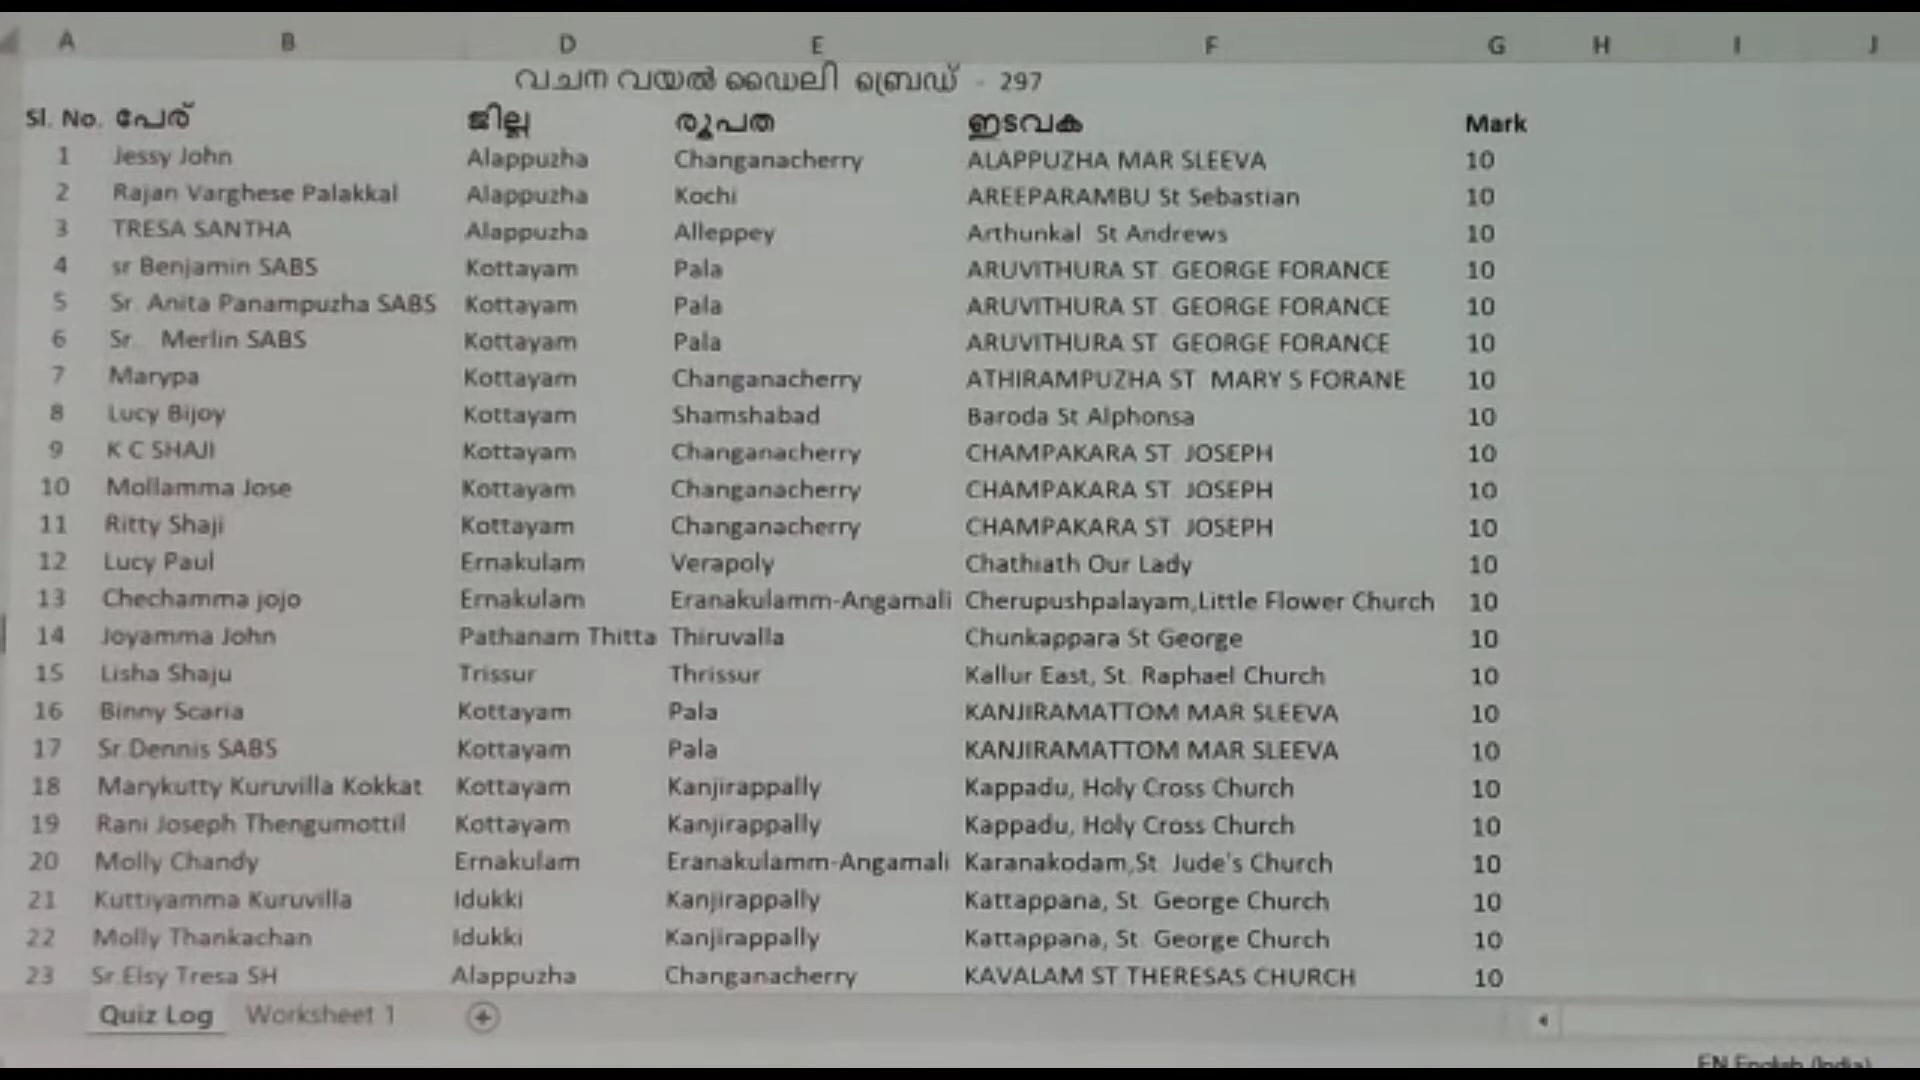 A B D E F G H I J
വചന വയൽ ഡൈലി ബ്രെഡ് - 297
Sl. No. പേര് ജില്ല രൂപത ഇടവക Mark
1 Jessy John Alappuzha Changanacherry ALAPPUZHA MAR SLEEVA 10
2 Rajan Varghese Palakkal Alappuzha Kochi AREEPARAMBU St Sebastian 10
3 TRESA SANTHA Alappuzha Alleppey Arthunkal St Andrews 10
4 sr Benjamin SABS Kottayam Pala ARUVITHURA ST GEORGE FORANCE 10
5 Sr. Anita Panampuzha SABS Kottayam Pala ARUVITHURA ST GEORGE FORANCE 10
6 Sr. Merlin SABS Kottayam Pala ARUVITHURA ST GEORGE FORANCE 10
7 Marypa Kottayam Changanacherry ATHIRAMPUZHA ST MARY S FORANE 10
8 Lucy Bijoy Kottayam Shamshabad Baroda St Alphonsa 10
9 K C SHAJI Kottayam Changanacherry CHAMPAKARA ST JOSEPH 10
10 Mollamma Jose Kottayam Changanacherry CHAMPAKARA ST JOSEPH 10
11 Ritty Shaji Kottayam Changanacherry CHAMPAKARA ST JOSEPH 10
12 Lucy Paul Ernakulam Verapoly Chathiath Our Lady 10
13 Chechamma jojo Ernakulam Eranakulamm-Angamali Cherupushpalayam,Little Flower Church 10
14 Joyamma John Pathanam Thitta Thiruvalla Chunkappara St George 10
15 Lisha Shaju Trissur Thrissur Kallur East, St. Raphael Church 10
16 Binny Scaria Kottayam Pala KANJIRAMATTOM MAR SLEEVA 10
17 Sr.Dennis SABS Kottayam Pala KANJIRAMATTOM MAR SLEEVA 10
18 Marykutty Kuruvilla Kokkat Kottayam Kanjirappally Kappadu, Holy Cross Church 10
19 Rani Joseph Thengumottil Kottayam Kanjirappally Kappadu, Holy Cross Church 10
20 Molly Chandy Ernakulam Eranakulamm-Angamali Karanakodam,St. Jude's Church 10
21 Kuttiyamma Kuruvilla Idukki Kanjirappally Kattappana, St. George Church 10
22 Molly Thankachan Idukki Kanjirappally Kattappana, St. George Church 10
23 Sr.Elsy Tresa SH Alappuzha Changanacherry KAVALAM ST THERESAS CHURCH 10
Quiz Log Worksheet 1
EN English (India)